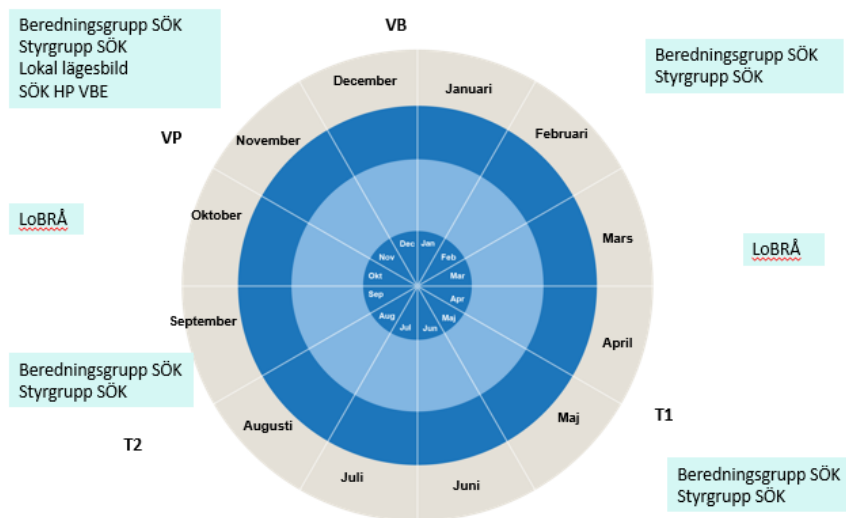 Beredningsgrupp SÖK
Styrgrupp SÖK
Lokal lägesbild
SÖK HP VBE
VB
Beredningsgrupp SÖK
Styrgrupp SÖK
December
Januari
VP
November
Februari
LoBRÅ
Oktober
Mars
LoBRÅ
Dec
Jan
Nov
Feb
Okt
Mar
Sep
Apr
Aug
Maj
Jul
Jun
September
April
Beredningsgrupp SÖK
Styrgrupp SÖK
T2
Augusti
Maj
T1
Juli
Juni
Beredningsgrupp SÖK
Styrgrupp SÖK